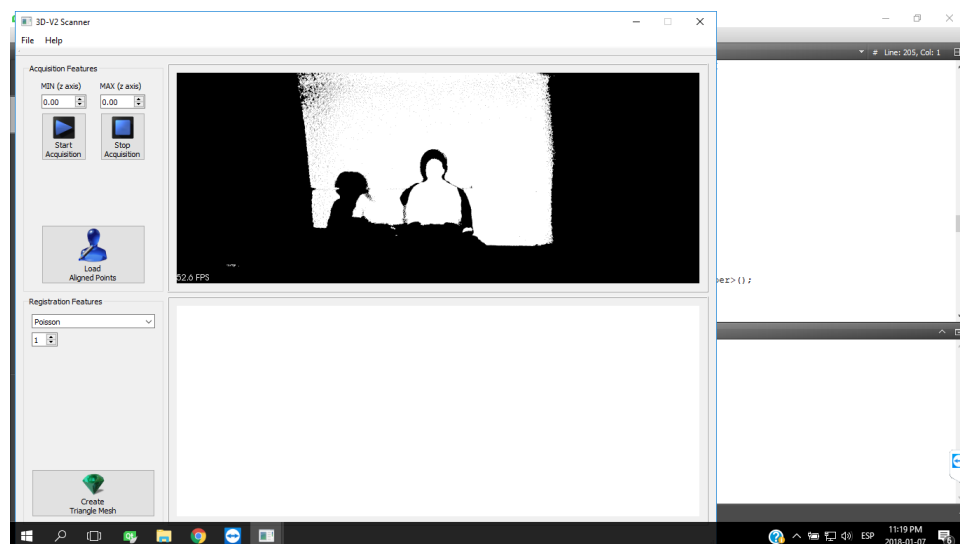 3D-V2 Scanner
File Help
Line: 205, Col: 1
Acquisition Features
MIN (z axis) MAX (z axis)
0.00 0.00
Start
Acquisition
Stop
Acquisition
Load
Aligned Points
52.6 FPS
per>();
Registration Features
Poisson
1
Create
Triangle Mesh
ESP
11:19 PM
2018-01-07
6